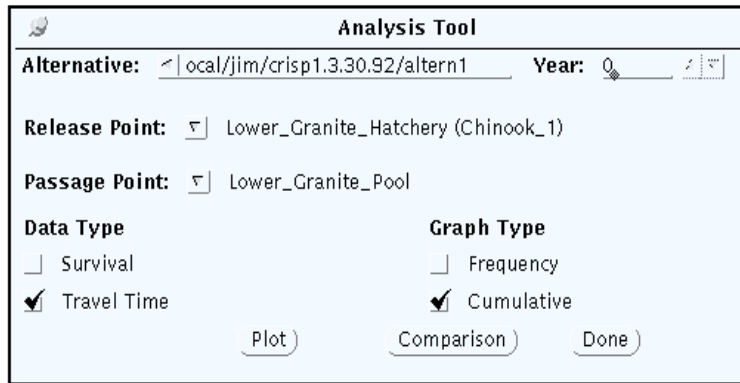 Analysis Tool
Alternative: ocal/jim/crisp1.3.30.92/altern1 Year: 0
Release Point: Lower_Granite_Hatchery (Chinook_1)
Passage Point: Lower_Granite_Pool
Data Type Graph Type
Survival Frequency
Travel Time Cumulative
Plot Comparison Done